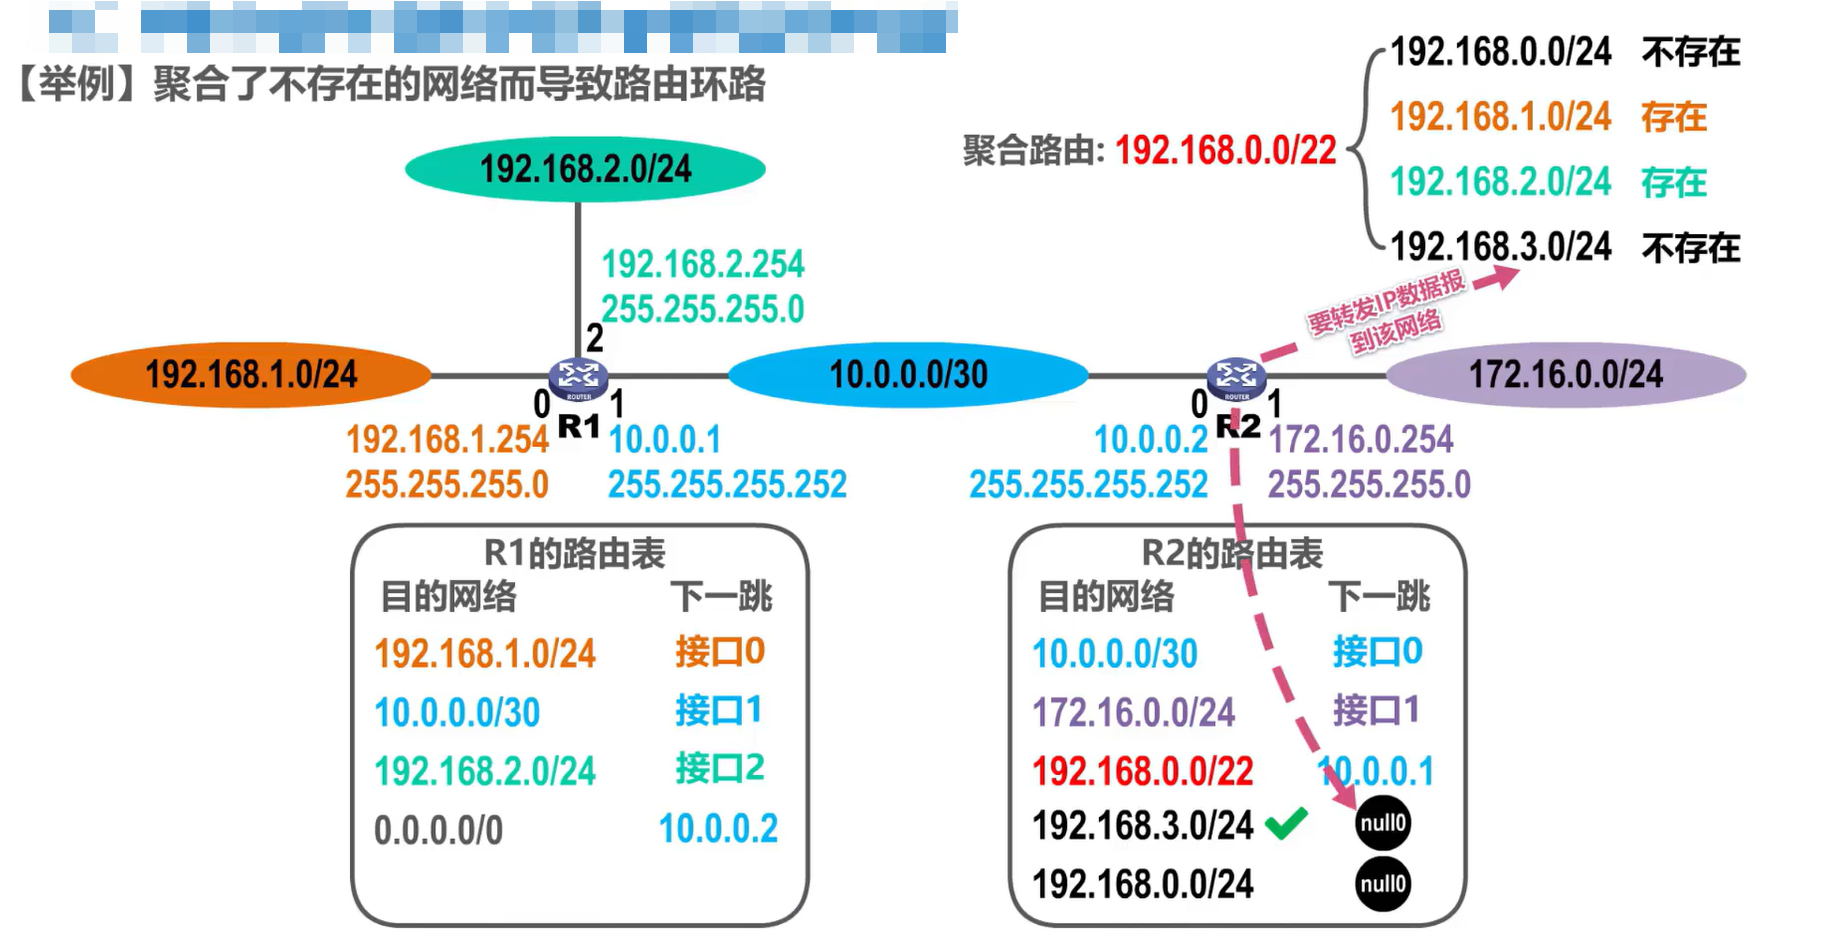 【举例】聚合了不存在的网络而导致路由环路
聚合路由: 192.168.0.0/22
192.168.0.0/24 不存在
192.168.1.0/24 存在
192.168.2.0/24 存在
192.168.3.0/24 不存在
要转发IP数据报
到该网络
192.168.2.0/24
192.168.2.254
255.255.255.0
2
192.168.1.0/24
ROUTER
0
1
R1
10.0.0.0/30
ROUTER
0
1
R2
172.16.0.0/24
192.168.1.254
255.255.255.0
10.0.0.1
255.255.255.252
10.0.0.2
255.255.255.252
172.16.0.254
255.255.255.0
R1的路由表
目的网络 下一跳
192.168.1.0/24 接口0
10.0.0.0/30 接口1
192.168.2.0/24 接口2
0.0.0.0/0 10.0.0.2
R2的路由表
目的网络 下一跳
10.0.0.0/30 接口0
172.16.0.0/24 接口1
192.168.0.0/22 10.0.0.1
192.168.3.0/24 null0
192.168.0.0/24 null0